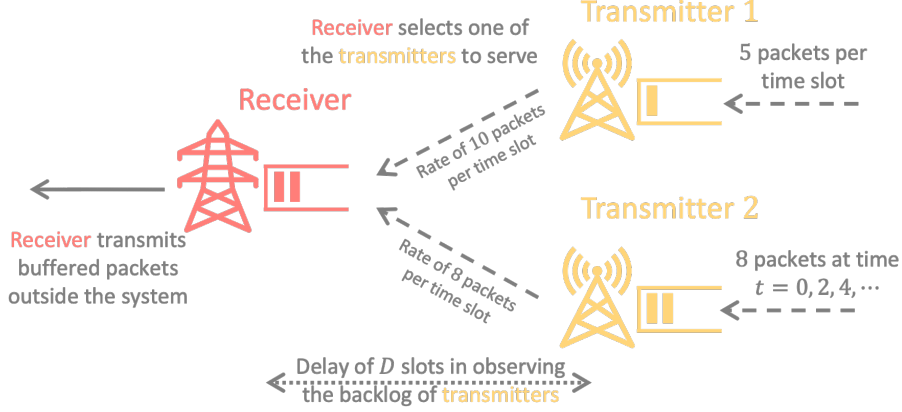 Transmitter 1
Receiver selects one of
the transmitters to serve
5 packets per
time slot
Receiver
Rate of 10 packets
per time slot
Transmitter 2
Receiver transmits
buffered packets
outside the system
Rate of 8 packets
per time slot
8 packets at time
t = 0, 2, 4, ⋯
Delay of D slots in observing
the backlog of transmitters